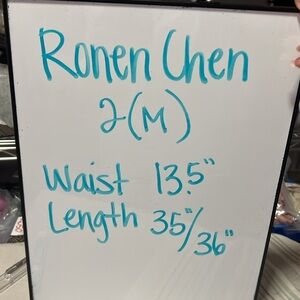 Ronen Chen
2(M)
Waist 13.5"
Length 35"/36"